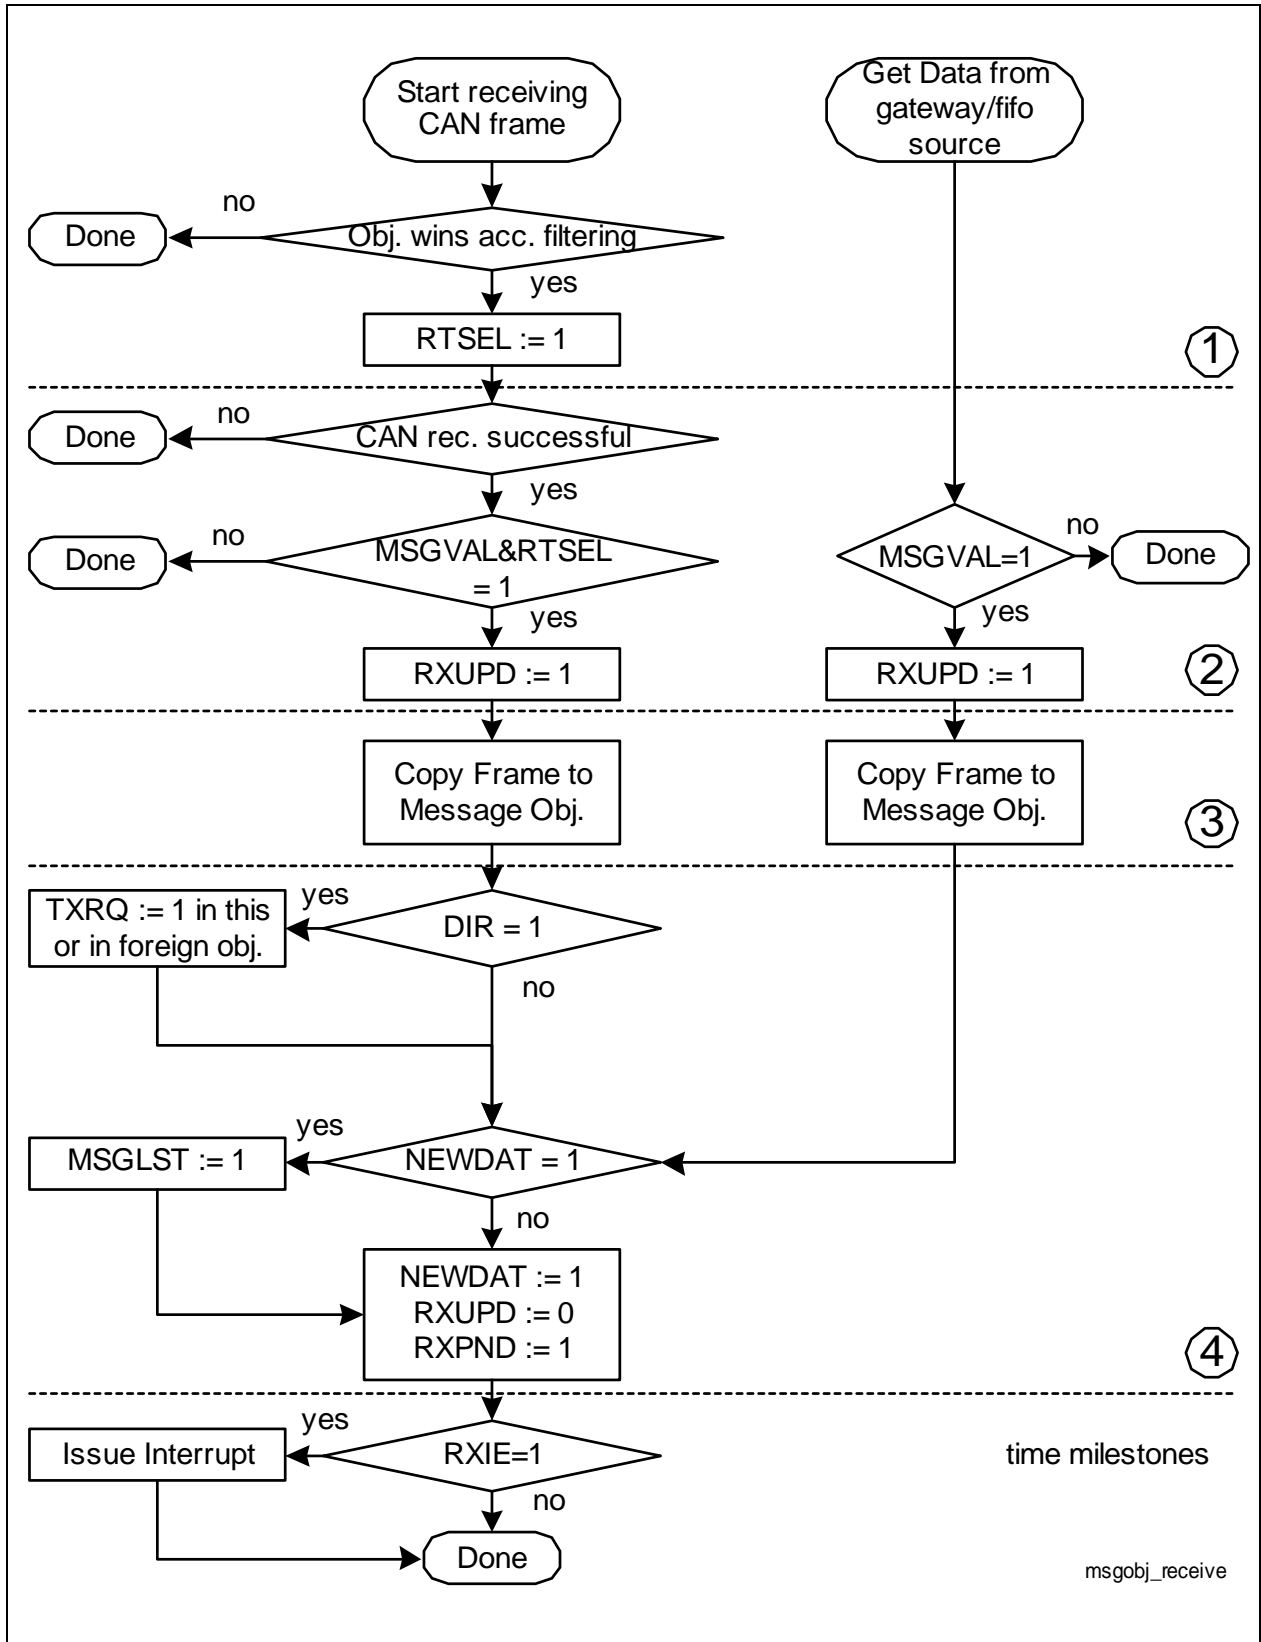 Start receiving
CAN frame
Get Data from
gateway/fifo
source
no
Done
Obj. wins acc. filtering
yes
RTSEL := 1
1
no
Done
CAN rec. successful
yes
no
Done
MSGVAL&RTSEL
= 1
yes
MSGVAL=1
no
Done
yes
RXUPD := 1
RXUPD := 1
2
Copy Frame to
Message Obj.
Copy Frame to
Message Obj.
3
yes
TXRQ := 1 in this
or in foreign obj.
DIR = 1
no
yes
MSGLST := 1
NEWDAT = 1
no
NEWDAT := 1
RXUPD := 0
RXPND := 1
4
yes
Issue Interrupt
RXIE=1
time milestones
no
Done
msgobj_receive